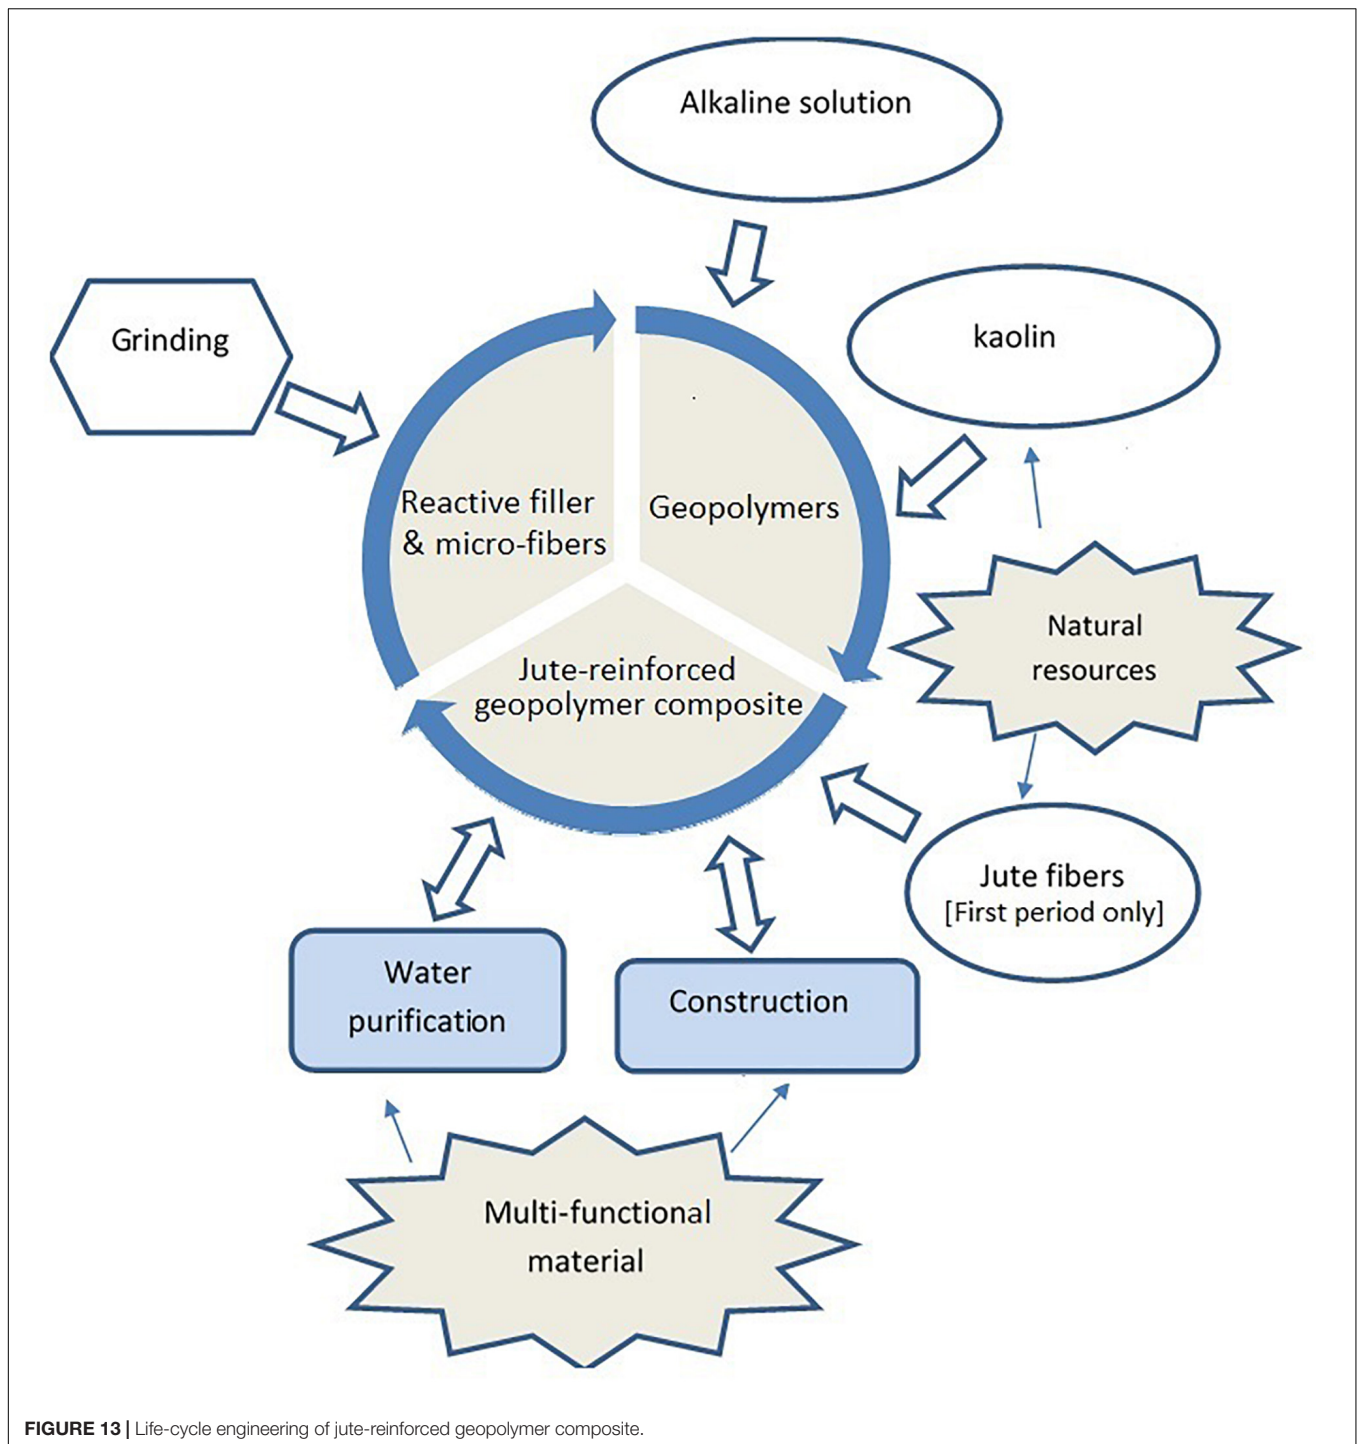 Alkaline solution
kaolin
Grinding
Reactive filler
& micro-fibers
Geopolymers
Natural
resources
Jute-reinforced
geopolymer composite
Jute fibers
[First period only]
Water
purification
Construction
Multi-functional
material
FIGURE 13 | Life-cycle engineering of jute-reinforced geopolymer composite.